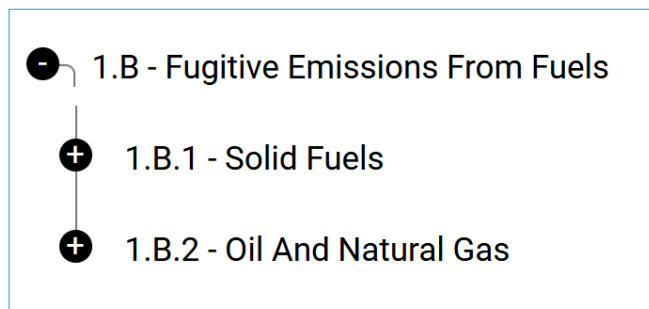 1.B - Fugitive Emissions From Fuels
1.B.1 - Solid Fuels
1.B.2 - Oil And Natural Gas